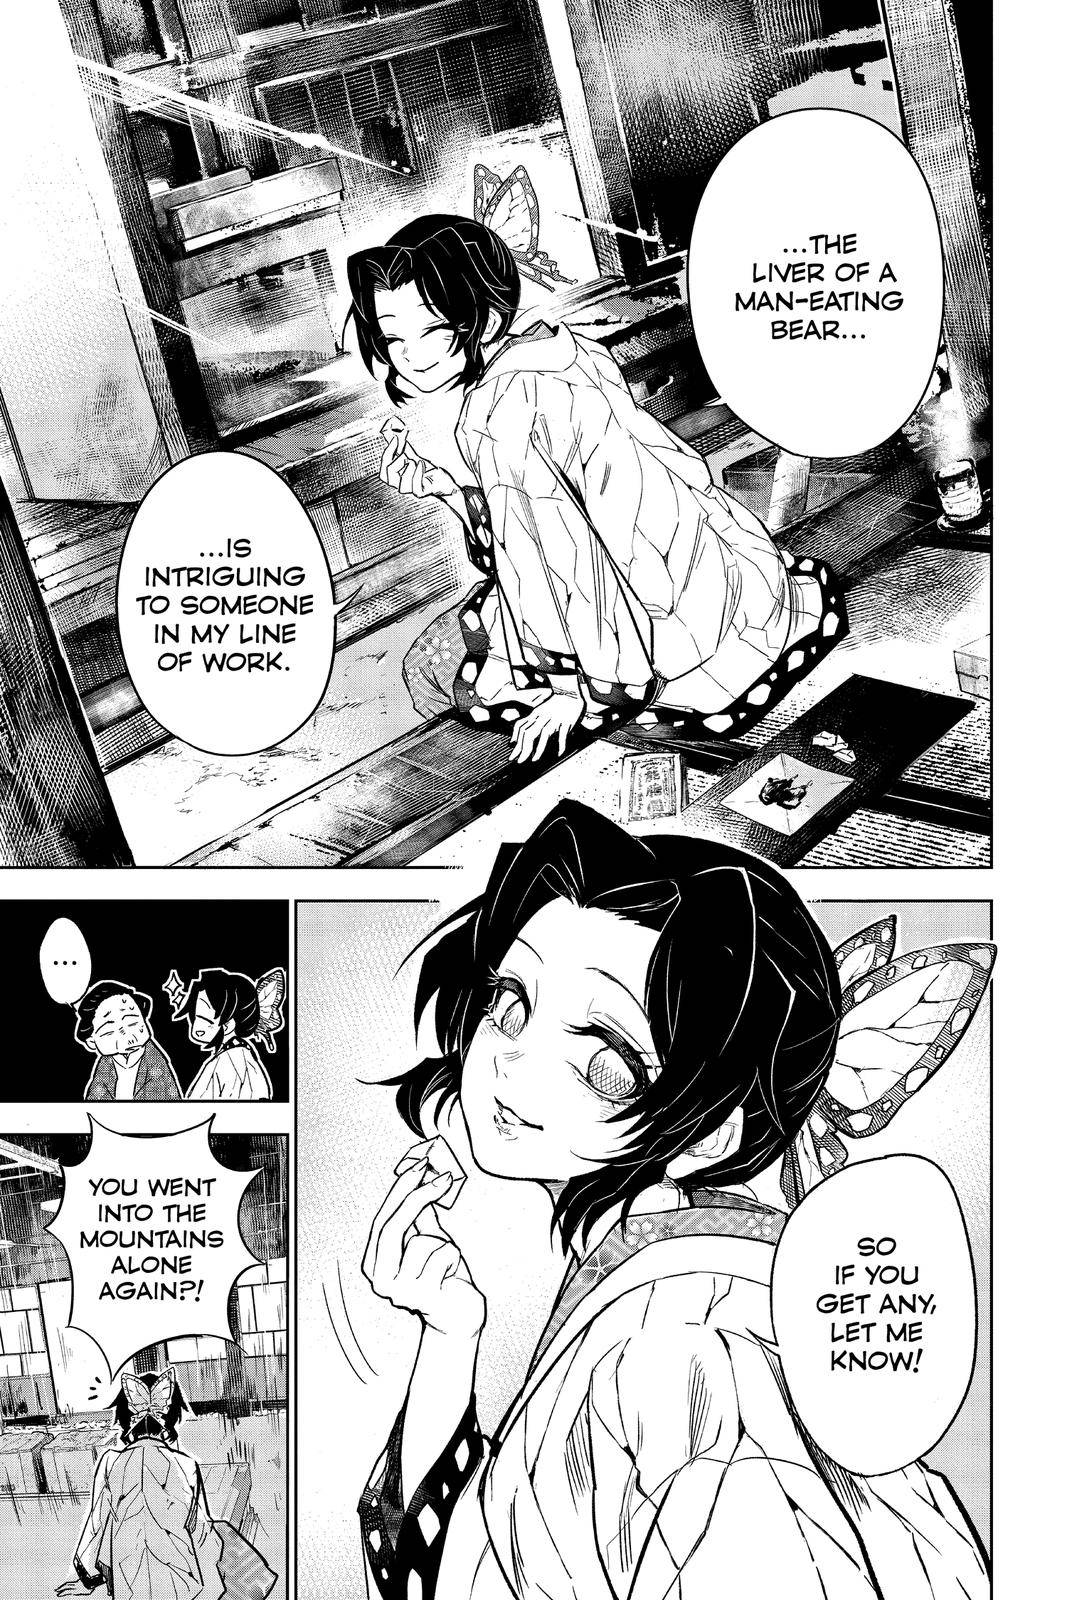 ...THE
LIVER OF A
MAN-EATING
BEAR...
...IS
INTRIGUING
TO SOMEONE
IN MY LINE
OF WORK.
SO
IF YOU
GET ANY,
LET ME
KNOW!
...
YOU WENT
INTO THE
MOUNTAINS
ALONE
AGAIN?!